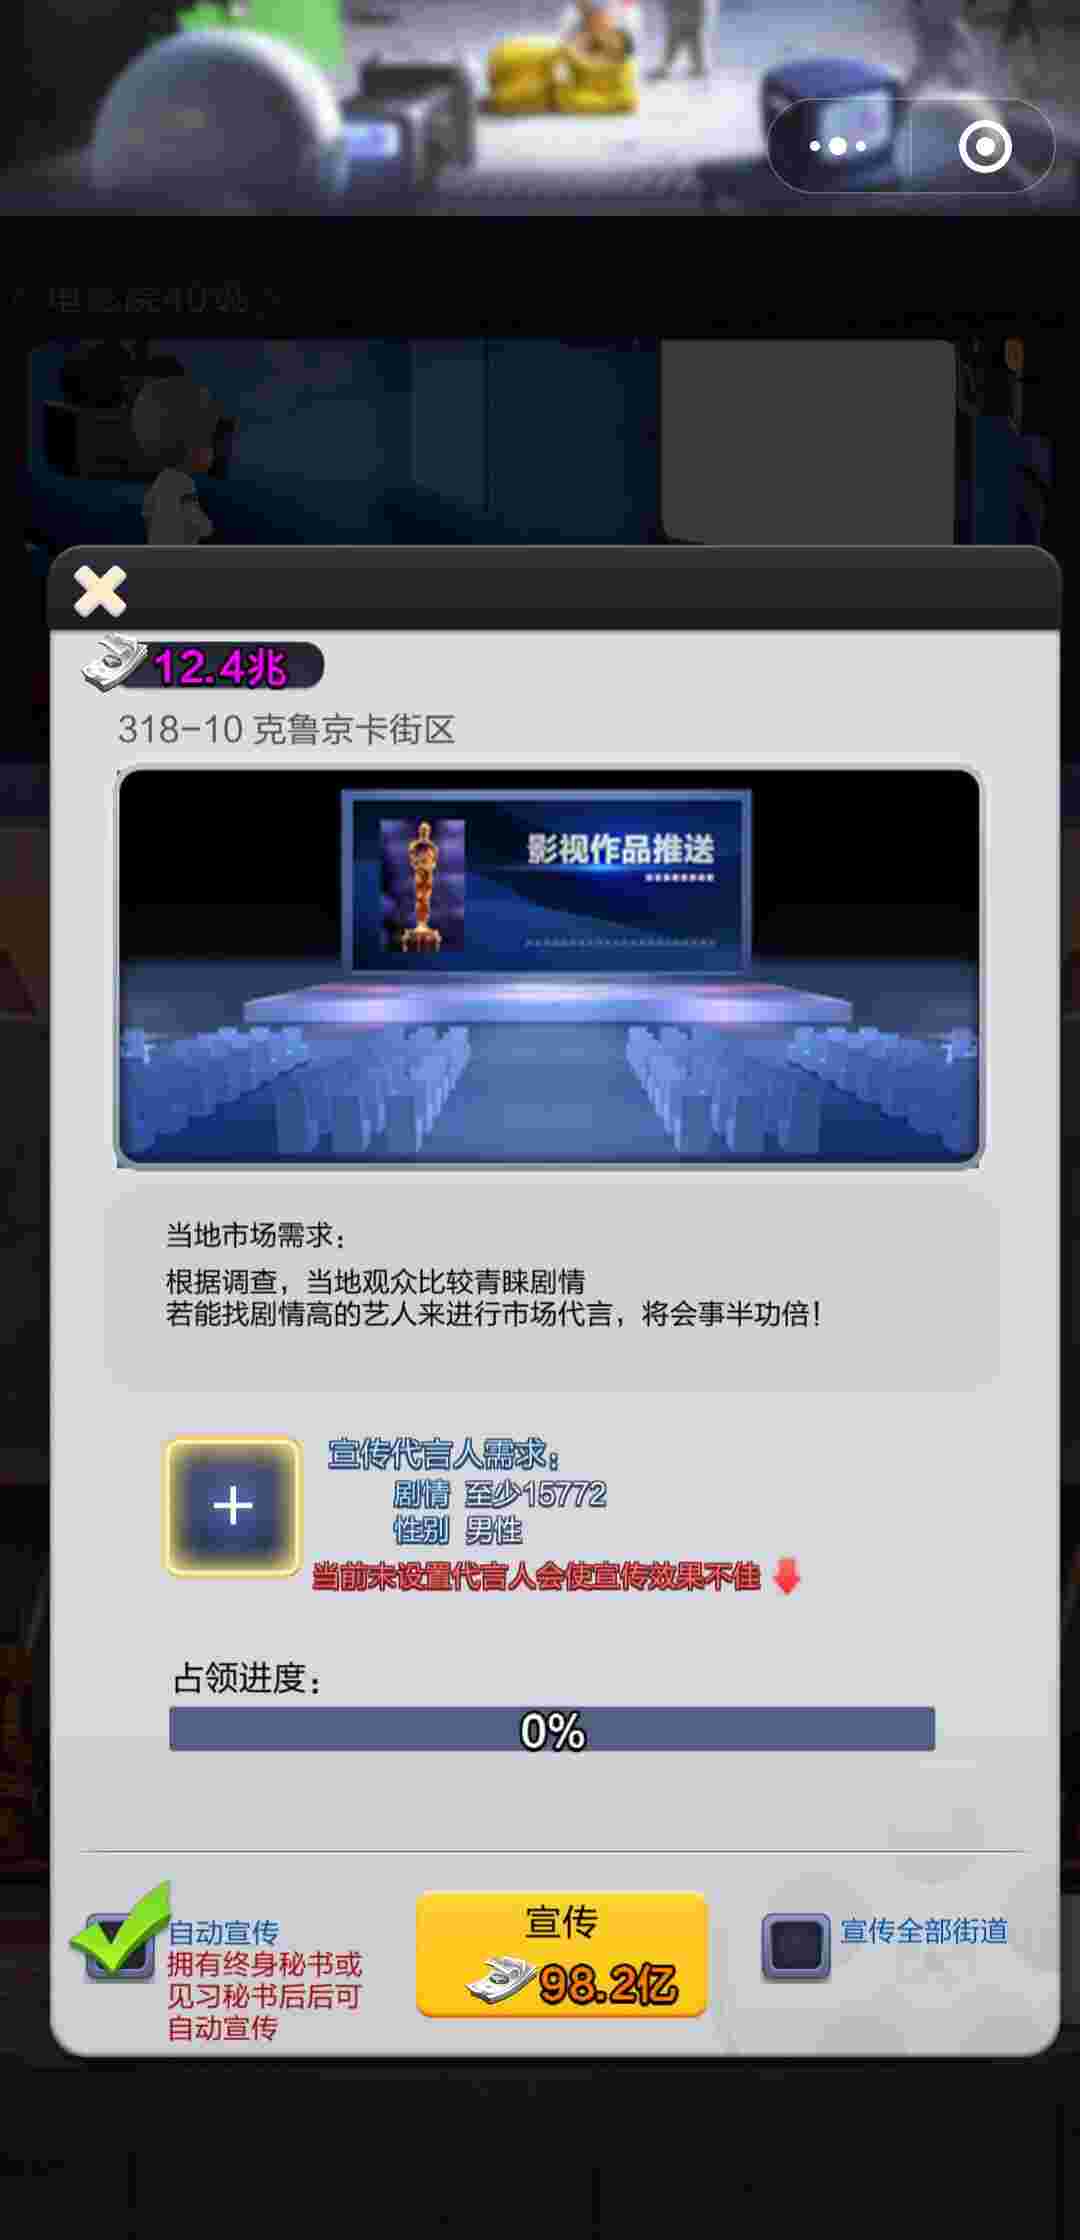 电影院40说
12.4兆
318-10 克鲁京卡街区
影视作品推送
当地市场需求：
根据调查，当地观众比较青睐剧情
若能找剧情高的艺人来进行市场代言，将会事半功倍！
宣传代言人需求：
剧情 至少15772
性别 男性
当前未设置代言人会使宣传效果不佳
占领进度：
0%
自动宣传
拥有终身秘书或
见习秘书后后可
自动宣传
宣传
98.2亿
宣传全部街道